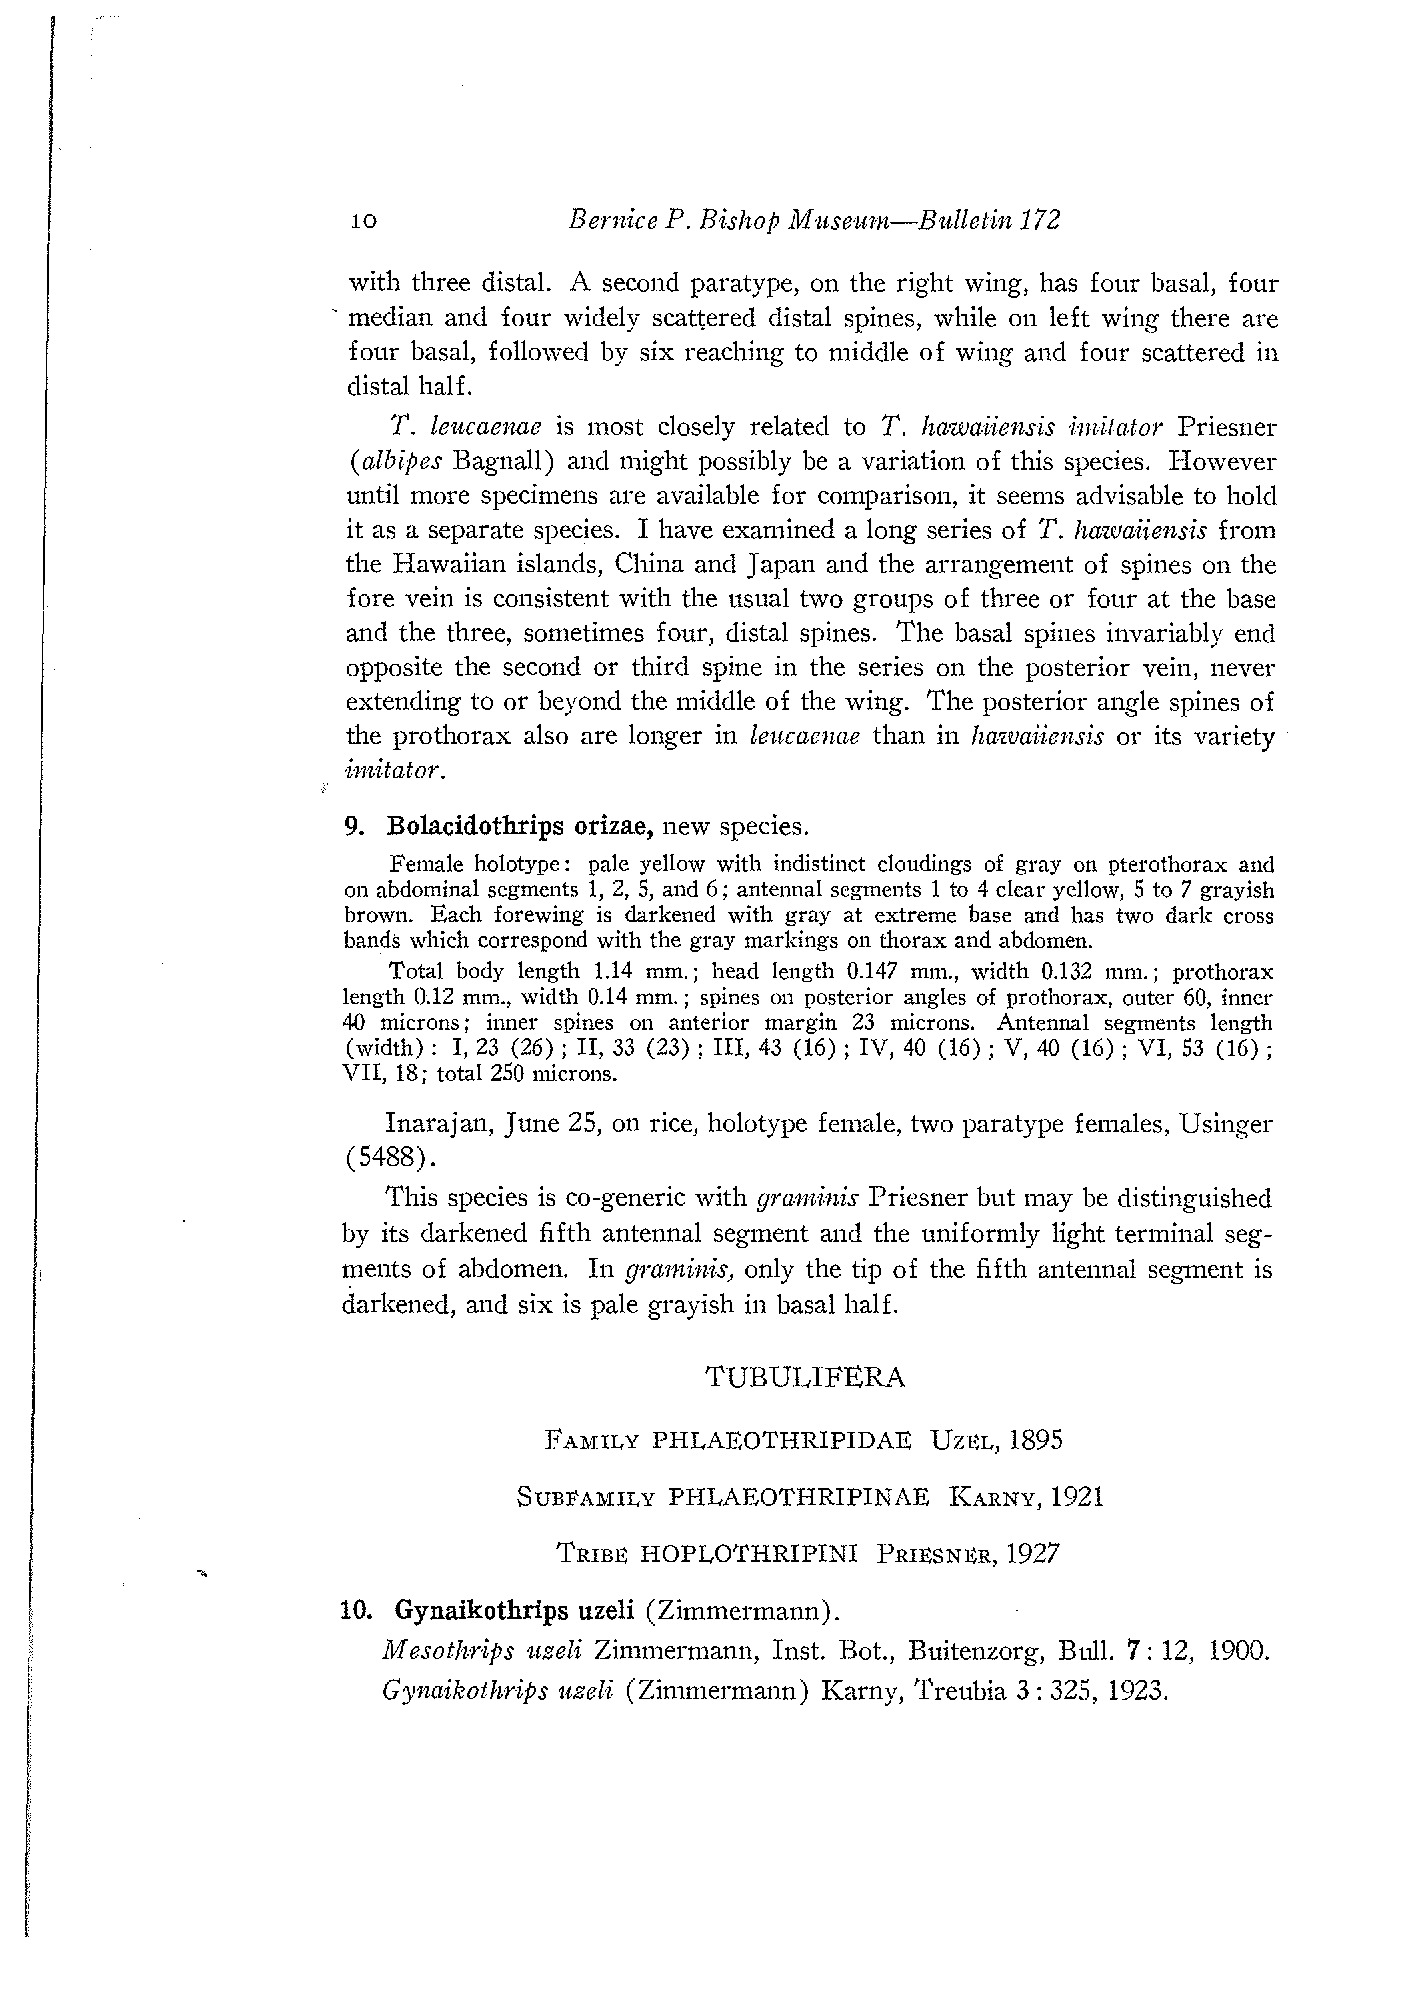 10 Bernice P. Bishop Museum—Bulletin 172
with three distal. A second paratype, on the right wing, has four basal, four
median and four widely scattered distal spines, while on left wing there are
four basal, followed by six reaching to middle of wing and four scattered in
distal half.
T. leucaenae is most closely related to T. hawaiiensis imitator Priesner
(albipes Bagnall) and might possibly be a variation of this species. However
until more specimens are available for comparison, it seems advisable to hold
it as a separate species. I have examined a long series of T. hawaiiensis from
the Hawaiian islands, China and Japan and the arrangement of spines on the
fore vein is consistent with the usual two groups of three or four at the base
and the three, sometimes four, distal spines. The basal spines invariably end
opposite the second or third spine in the series on the posterior vein, never
extending to or beyond the middle of the wing. The posterior angle spines of
the prothorax also are longer in leucaenae than in hawaiiensis or its variety
imitator.
9. Bolacidothrips orizae, new species.
Female holotype: pale yellow with indistinct cloudings of gray on pterothorax and
on abdominal segments 1, 2, 5, and 6; antennal segments 1 to 4 clear yellow, 5 to 7 grayish
brown. Each forewing is darkened with gray at extreme base and has two dark cross
bands which correspond with the gray markings on thorax and abdomen.
Total body length 1.14 mm.; head length 0.147 mm., width 0.132 mm.; prothorax
length 0.12 mm., width 0.14 mm.; spines on posterior angles of prothorax, outer 60, inner
40 microns; inner spines on anterior margin 23 microns. Antennal segments length
(width): I, 23 (26); II, 33 (23); III, 43 (16); IV, 40 (16); V, 40 (16); VI, 53 (16);
VII, 18; total 250 microns.
Inarajan, June 25, on rice, holotype female, two paratype females, Usinger
(5488).
This species is co-generic with graminis Priesner but may be distinguished
by its darkened fifth antennal segment and the uniformly light terminal seg-
ments of abdomen. In graminis, only the tip of the fifth antennal segment is
darkened, and six is pale grayish in basal half.
TUBULIFERA
FAMILY PHLAEOTHRIPIDAE UZEL, 1895
SUBFAMILY PHLAEOTHRIPINAE KARNY, 1921
TRIBE HOPLOTHRIPINI PRIESNER, 1927
10. Gynaikothrips uzeli (Zimmermann).
Mesothrips uzeli Zimmermann, Inst. Bot., Buitenzorg, Bull. 7: 12, 1900.
Gynaikothrips uzeli (Zimmermann) Karny, Treubia 3: 325, 1923.